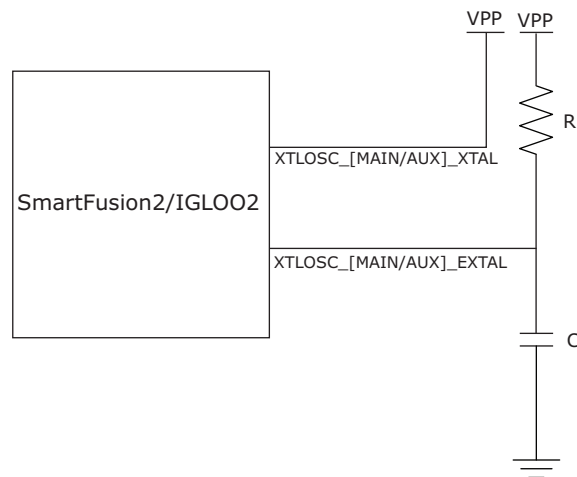 VPP VPP
R
XTLOSC_[MAIN/AUX]_XTAL
SmartFusion2/IGLOO2
XTLOSC_[MAIN/AUX]_EXTAL
C